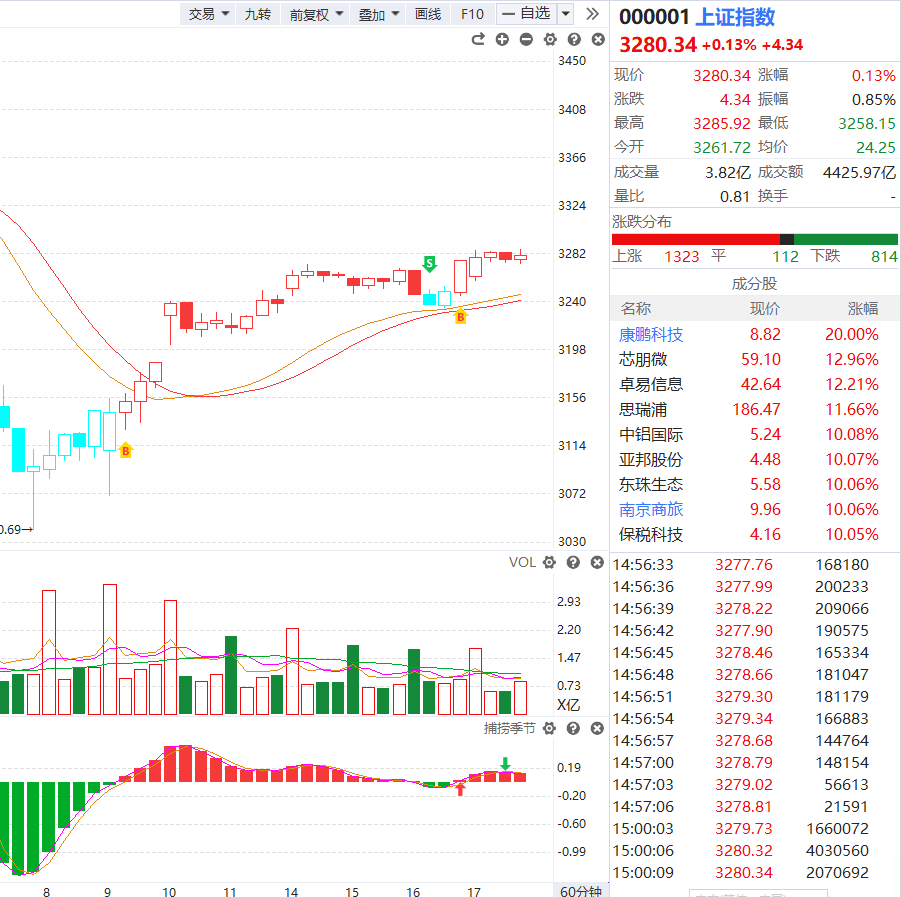 交易 九转 前复权 叠加 画线 F10 一 自选
000001 上证指数
3280.34 +0.13% +4.34
现价 3280.34 涨幅 0.13%
涨跌 4.34 振幅 0.85%
最高 3285.92 最低 3258.15
今开 3261.72 均价 24.25
成交量 3.82亿 成交额 4425.97亿
量比 0.81 换手 -
涨跌分布
上涨 1323 平 112 下跌 814
成分股
名称 现价 涨幅
康鹏科技 8.82 20.00%
芯朋微 59.10 12.96%
卓易信息 42.64 12.21%
思瑞浦 186.47 11.66%
中铝国际 5.24 10.08%
亚邦股份 4.48 10.07%
东珠生态 5.58 10.06%
南京商旅 9.96 10.06%
保税科技 4.16 10.05%
14:56:33 3277.76 168180
14:56:36 3277.99 200233
14:56:39 3278.22 209066
14:56:42 3277.90 190575
14:56:45 3278.46 165334
14:56:48 3278.66 181047
14:56:51 3279.30 181179
14:56:54 3279.34 166883
14:56:57 3278.68 144764
14:57:00 3278.79 148154
14:57:03 3279.02 56613
14:57:06 3278.81 21591
15:00:03 3279.73 1660072
15:00:06 3280.32 4030560
15:00:09 3280.34 2070692
3450
3408
3366
3324
3282
3240
3198
3156
3114
3072
3030
S
B
B
0.69→
VOL
2.93
2.20
1.47
0.73
X亿
捕捞季节
0.19
-0.20
-0.60
-0.99
8 9 10 11 14 15 16 17 60分钟